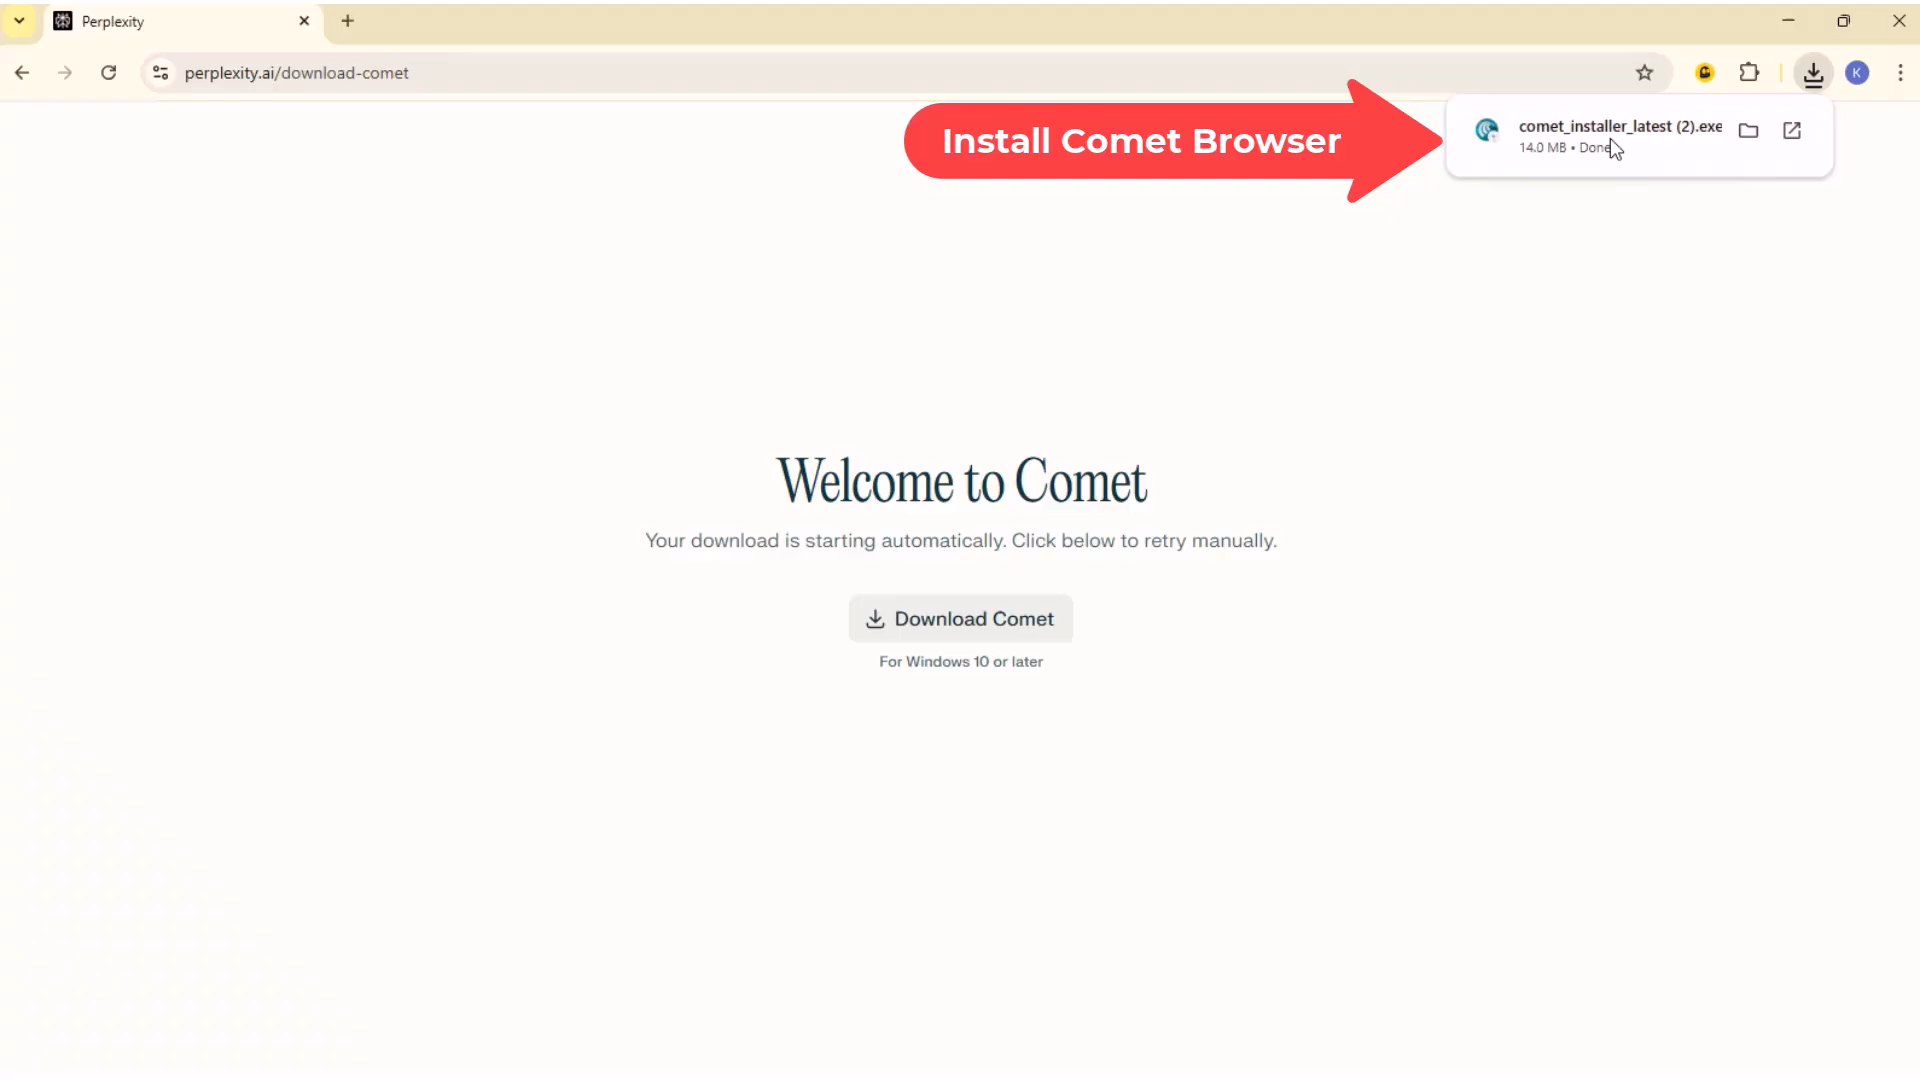 Perplexity
perplexity.ai/download-comet
K
Install Comet Browser
comet_installer_latest (2).exe
14.0 MB • Done
Welcome to Comet
Your download is starting automatically. Click below to retry manually.
Download Comet
For Windows 10 or later